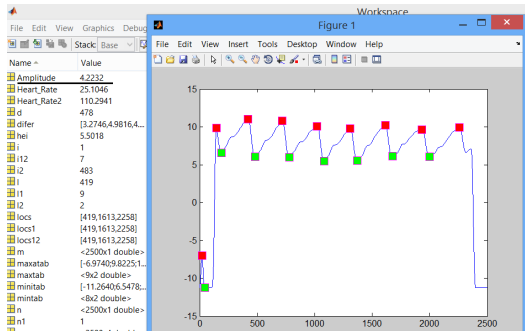 Workspace
File Edit View Graphics Debug
Stack: Base
Name Value
Amplitude 4.2232
Heart_Rate 25.1046
Heart_Rate2 110.2941
d 478
difer [3.2746,4.9816,4...
hei 5.5018
i 1
i12 7
i2 483
l 419
l1 9
l2 2
locs [419,1613,2258]
locs1 [419,1613,2258]
locs12 [419,1613,2258]
m <2500x1 double>
maxatab [-6.9740;9.8225;1...
maxtab <9x2 double>
minitab [-11.2640;6.5478;...
mintab <8x2 double>
n <2500x1 double>
n1 1
Figure 1
File Edit View Insert Tools Desktop Window Help
15
10
5
0
-5
-10
-15
0 500 1000 1500 2000 2500